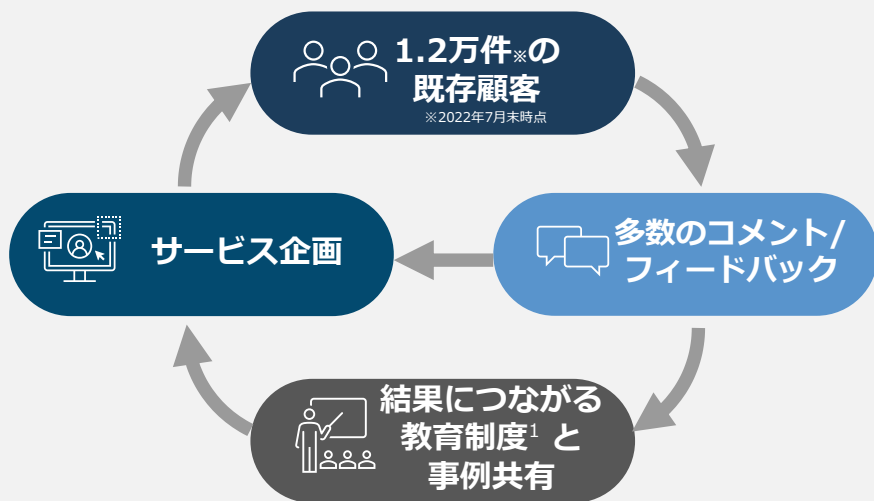 1.2万件※の
既存顧客
※2022年7月末時点
多数のコメント/
フィードバック
サービス企画
結果につながる
教育制度1 と
事例共有